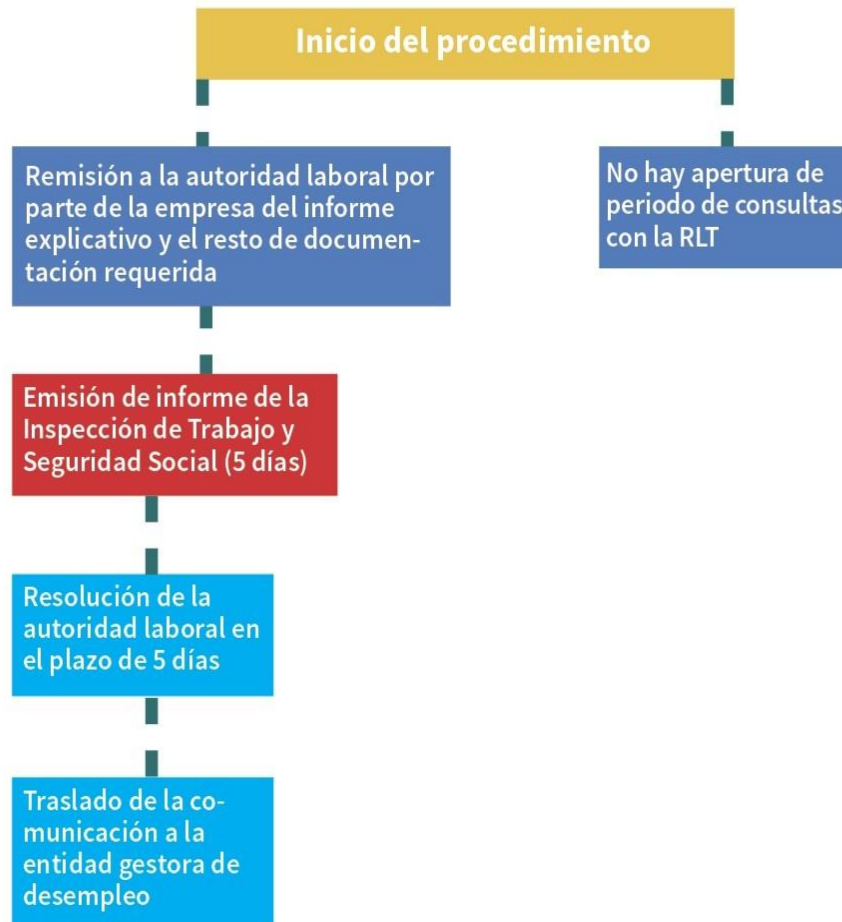 Inicio del procedimiento
Remisión a la autoridad laboral por
parte de la empresa del informe
explicativo y el resto de documen-
tación requerida
No hay apertura de
periodo de consultas
con la RLT
Emisión de informe de la
Inspección de Trabajo y
Seguridad Social (5 días)
Resolución de la
autoridad laboral en
el plazo de 5 días
Traslado de la co-
municación a la
entidad gestora de
desempleo